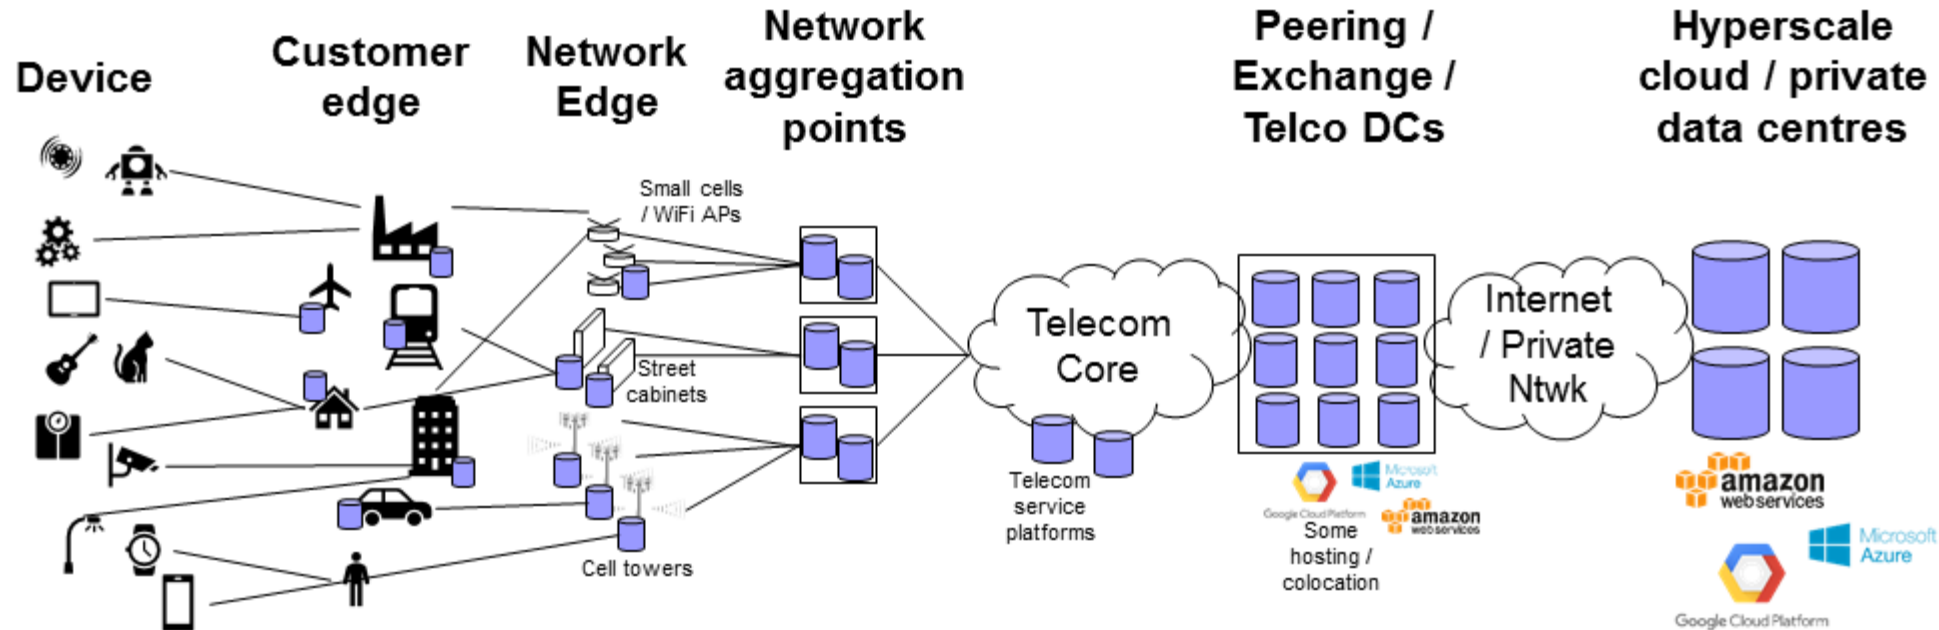 Device
Customer
edge
Network
Edge
Network
aggregation
points
Peering /
Exchange /
Telco DCs
Hyperscale
cloud / private
data centres
Small cells
/ WiFi APs
Street
cabinets
Cell towers
Telecom
Core
Telecom
service
platforms
Internet
/ Private
Ntwk
Google Cloud Platform
Microsoft
Azure
amazon
webservices
Some
hosting /
colocation
amazon
webservices
Microsoft
Azure
Google Cloud Platform